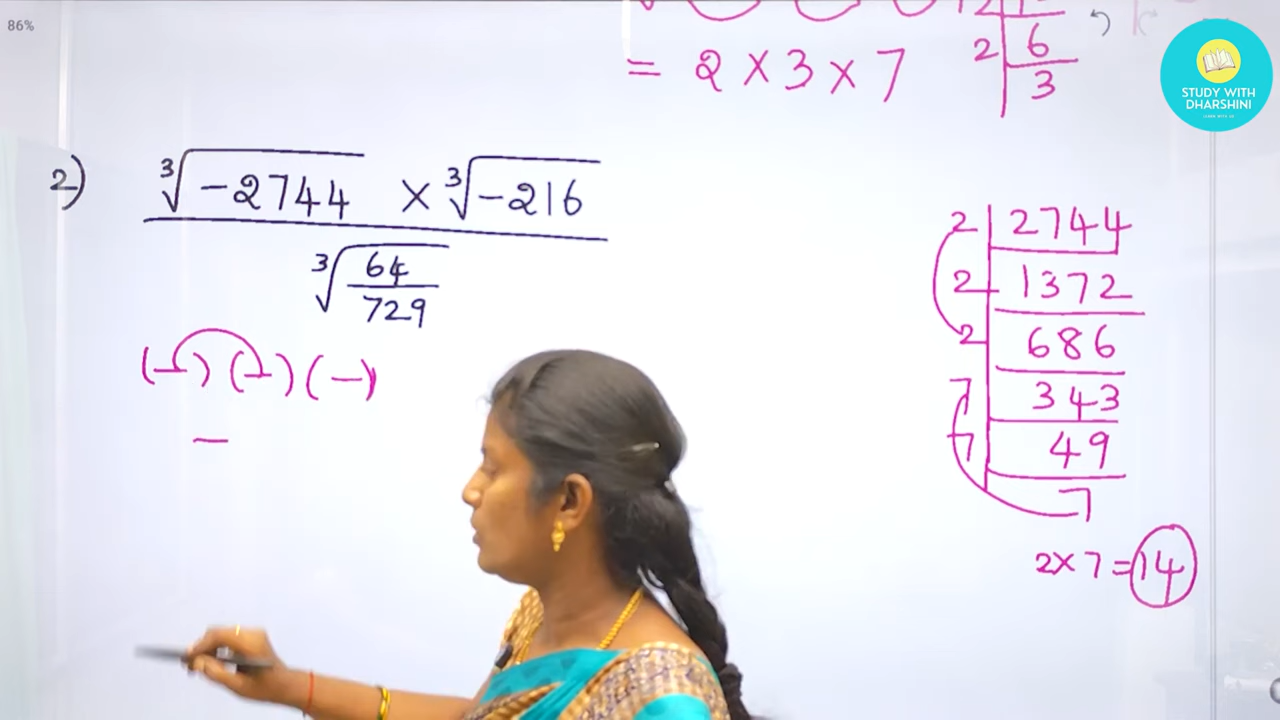 86%
= 2 × 3 × 7
2 | 6
3
STUDY WITH
DHARSHINI
2) ∛-2744 × ∛-216
∛64/729
(-) (-) (-)
-
2 | 2744
2 | 1372
2 | 686
7 | 343
7 | 49
7
2×7=14